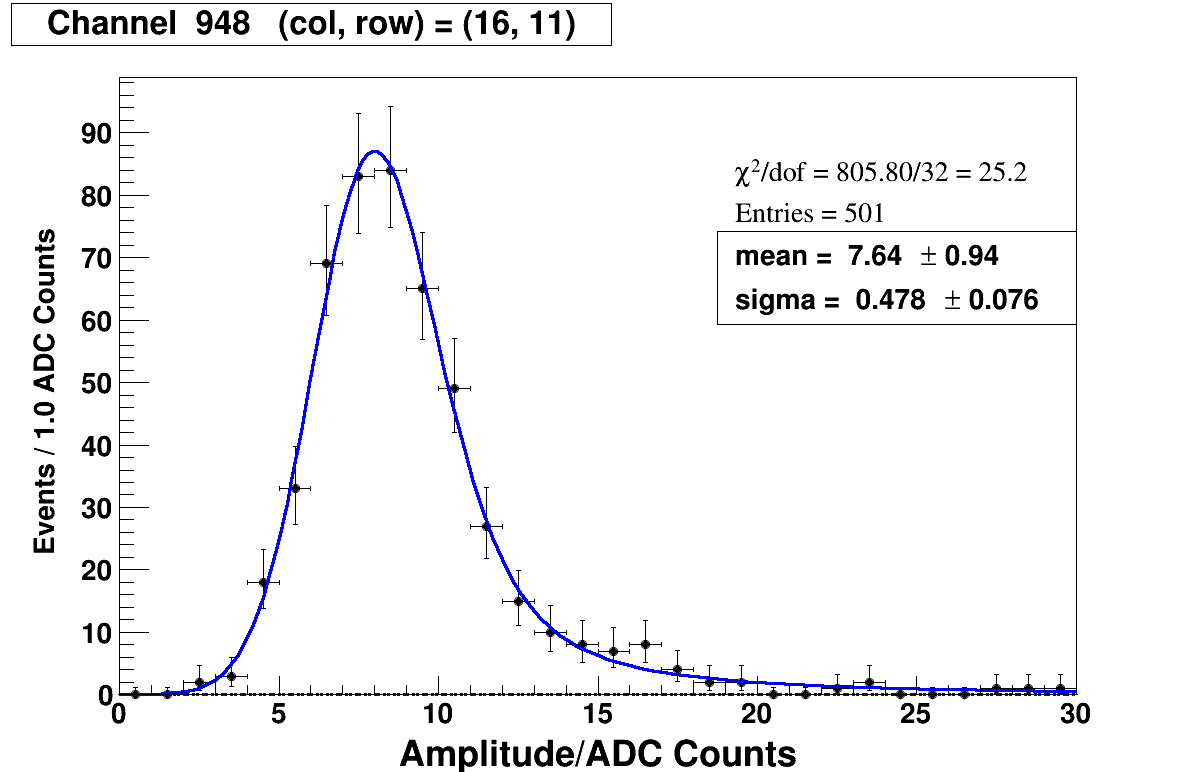 Channel 948 (col, row) = (16, 11)
χ²/dof = 805.80/32 = 25.2
Entries = 501
mean = 7.64 ± 0.94
sigma = 0.478 ± 0.076
Events / 1.0 ADC Counts
90
80
70
60
50
40
30
20
10
0
0 5 10 15 20 25 30
Amplitude/ADC Counts